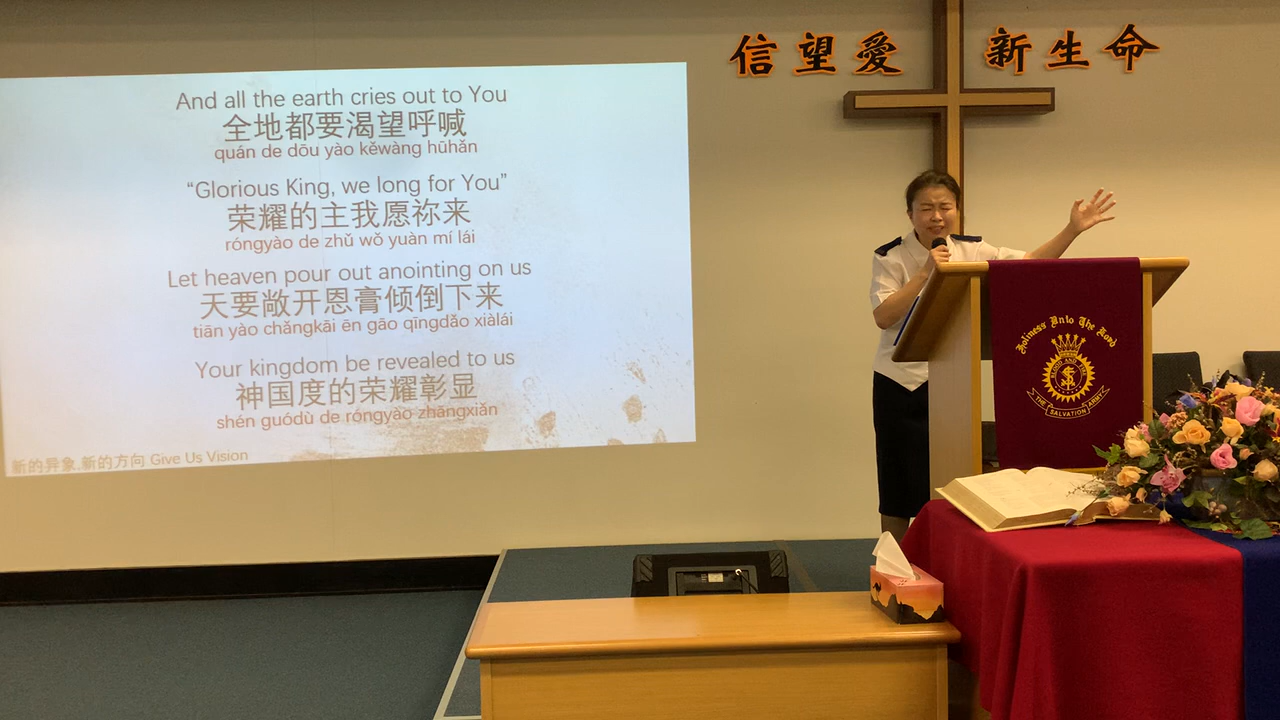 And all the earth cries out to You
全地都要渴望呼喊
quán de dōu yào kěwàng hūhǎn
“Glorious King, we long for You”
荣耀的主我愿祢来
róngyào de zhǔ wǒ yuàn mí lái
Let heaven pour out anointing on us
天要敞开恩膏倾倒下来
tiān yào chǎngkāi ēn gāo qīngdǎo xiàlái
Your kingdom be revealed to us
神国度的荣耀彰显
shén guódù de róngyào zhāngxiǎn
新的异象.新的方向 Give Us Vision
信望愛 新生命
Holiness Unto The Lord
BLOOD AND FIRE
THE SALVATION ARMY